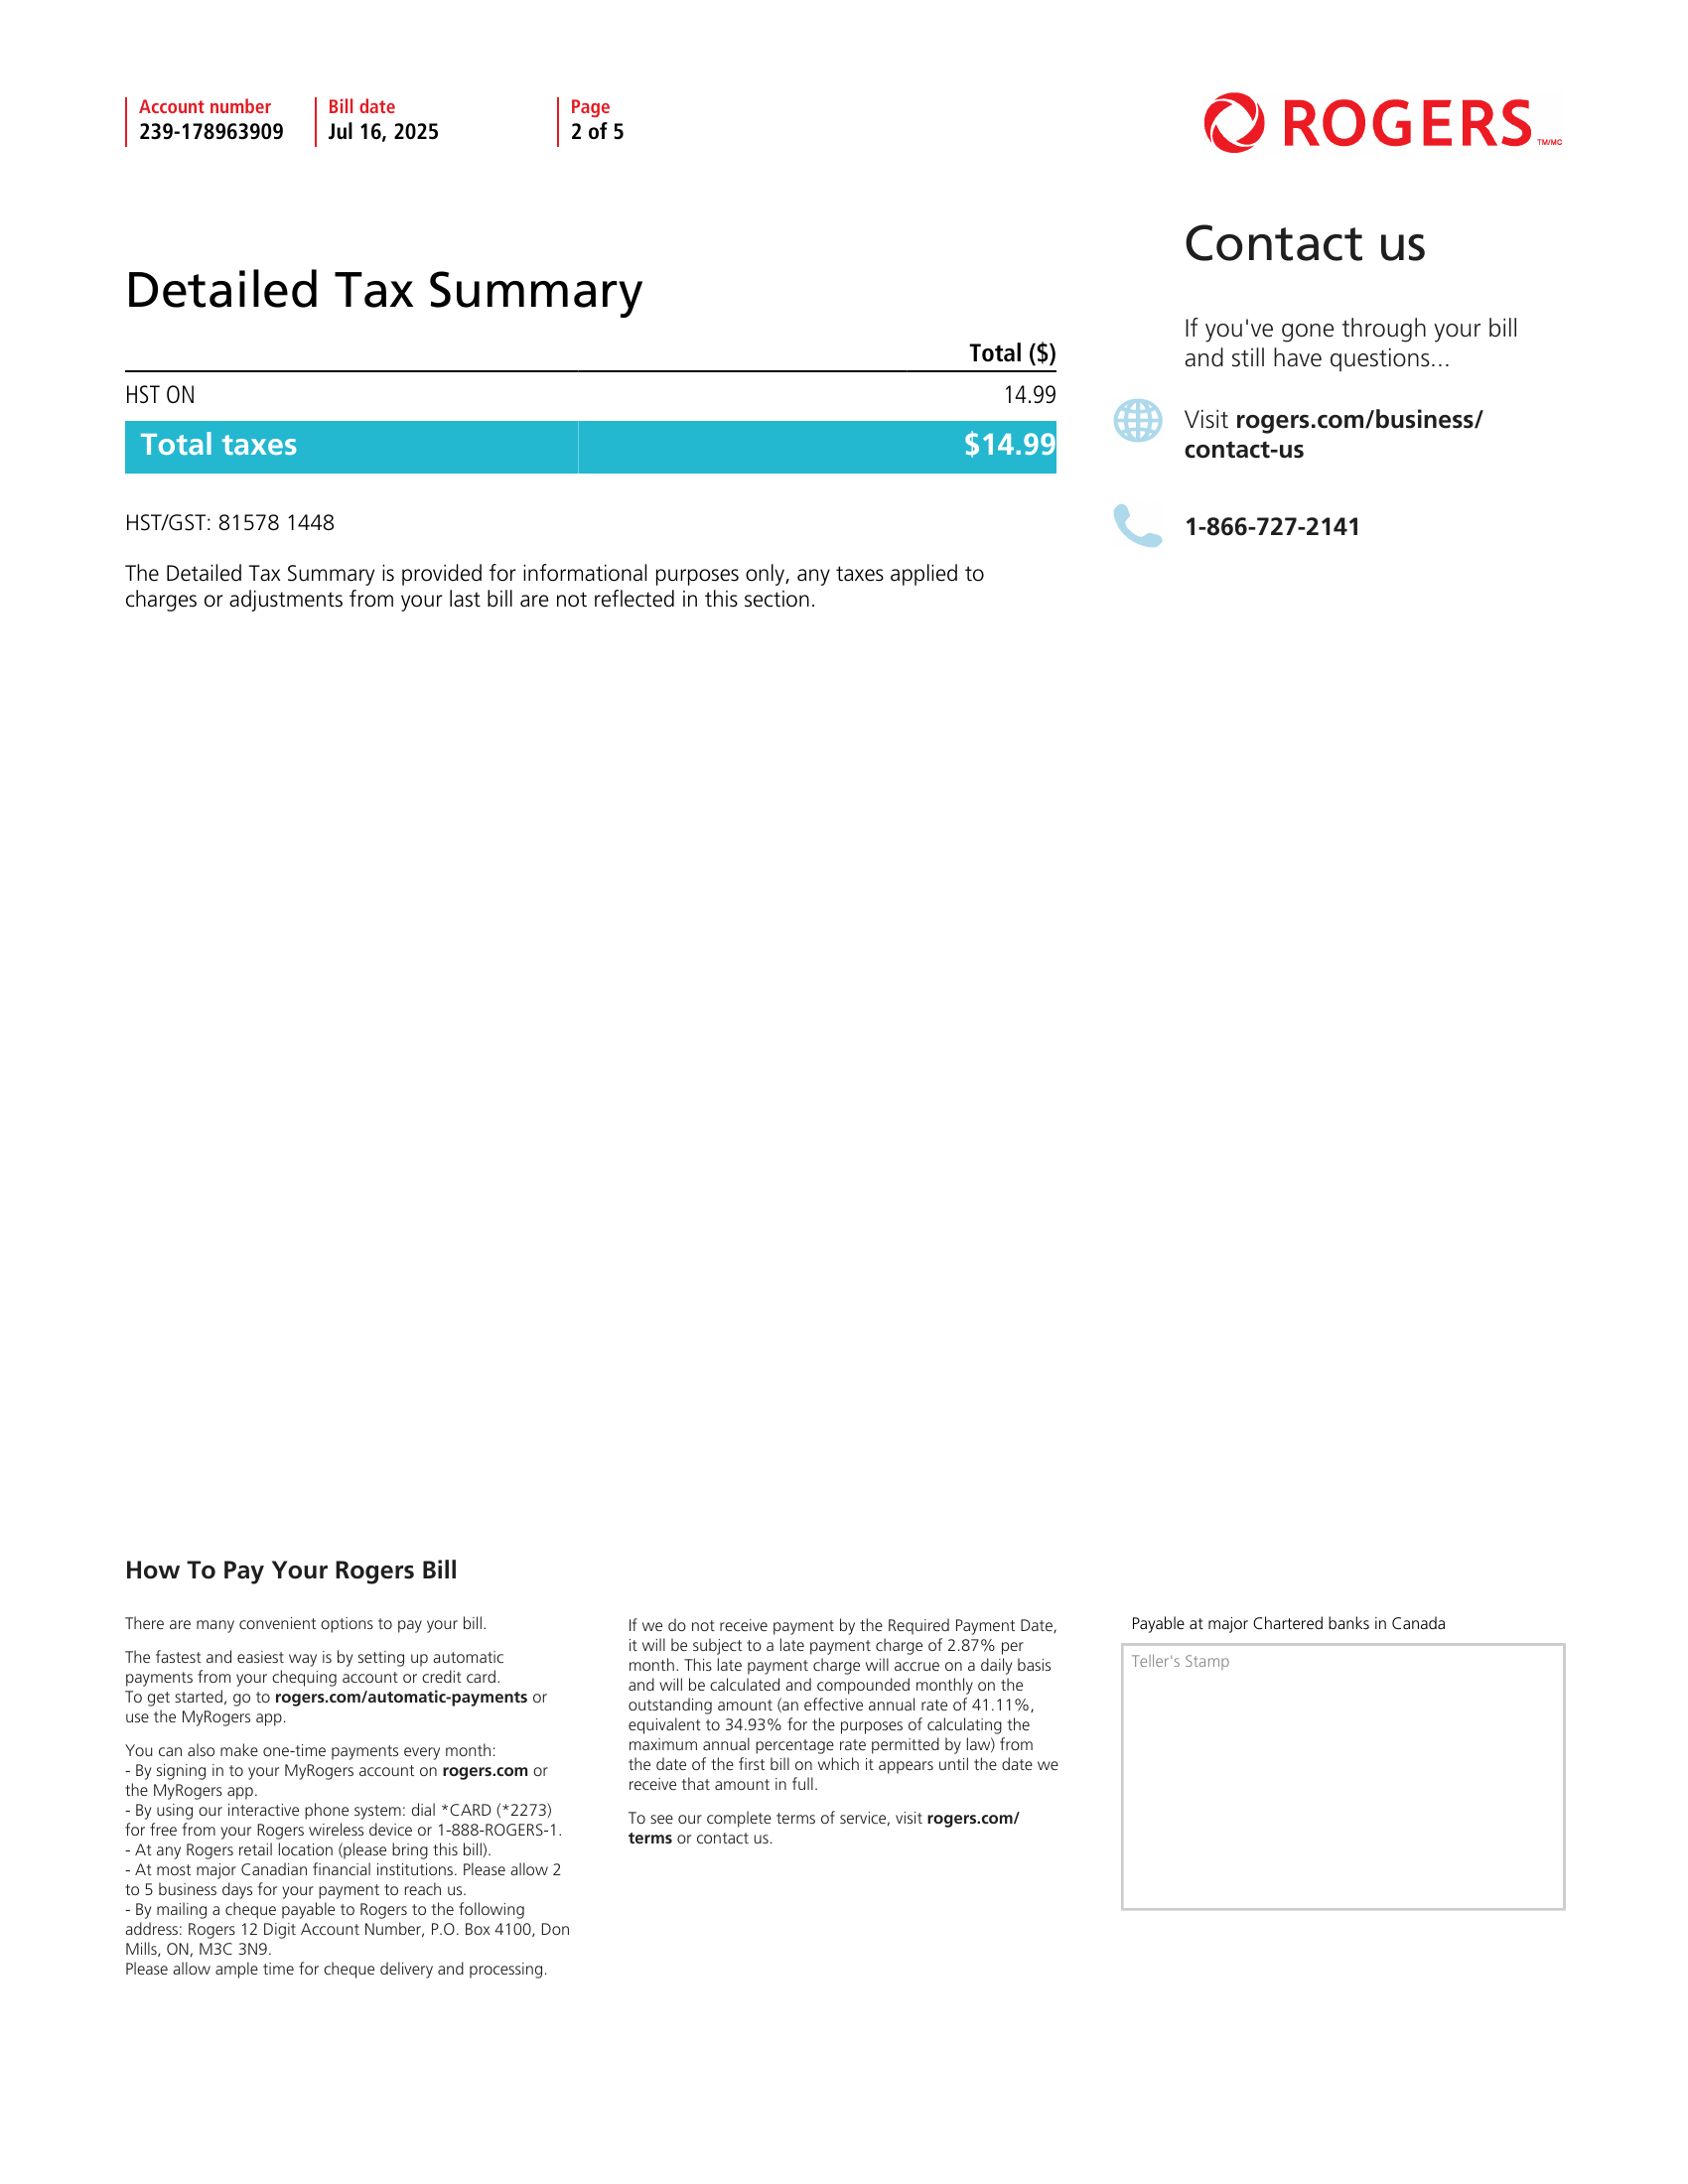 Account number
239-178963909
Bill date
Jul 16, 2025
Page
2 of 5
ROGERS TM/MC
Detailed Tax Summary
Total ($)
HST ON 14.99
Total taxes $14.99
HST/GST: 81578 1448
The Detailed Tax Summary is provided for informational purposes only, any taxes applied to
charges or adjustments from your last bill are not reflected in this section.
Contact us
If you've gone through your bill
and still have questions...
Visit rogers.com/business/
contact-us
1-866-727-2141
How To Pay Your Rogers Bill
There are many convenient options to pay your bill.
The fastest and easiest way is by setting up automatic
payments from your chequing account or credit card.
To get started, go to rogers.com/automatic-payments or
use the MyRogers app.
You can also make one-time payments every month:
- By signing in to your MyRogers account on rogers.com or
the MyRogers app.
- By using our interactive phone system: dial *CARD (*2273)
for free from your Rogers wireless device or 1-888-ROGERS-1.
- At any Rogers retail location (please bring this bill).
- At most major Canadian financial institutions. Please allow 2
to 5 business days for your payment to reach us.
- By mailing a cheque payable to Rogers to the following
address: Rogers 12 Digit Account Number, P.O. Box 4100, Don
Mills, ON, M3C 3N9.
Please allow ample time for cheque delivery and processing.
If we do not receive payment by the Required Payment Date,
it will be subject to a late payment charge of 2.87% per
month. This late payment charge will accrue on a daily basis
and will be calculated and compounded monthly on the
outstanding amount (an effective annual rate of 41.11%,
equivalent to 34.93% for the purposes of calculating the
maximum annual percentage rate permitted by law) from
the date of the first bill on which it appears until the date we
receive that amount in full.
To see our complete terms of service, visit rogers.com/
terms or contact us.
Payable at major Chartered banks in Canada
Teller's Stamp